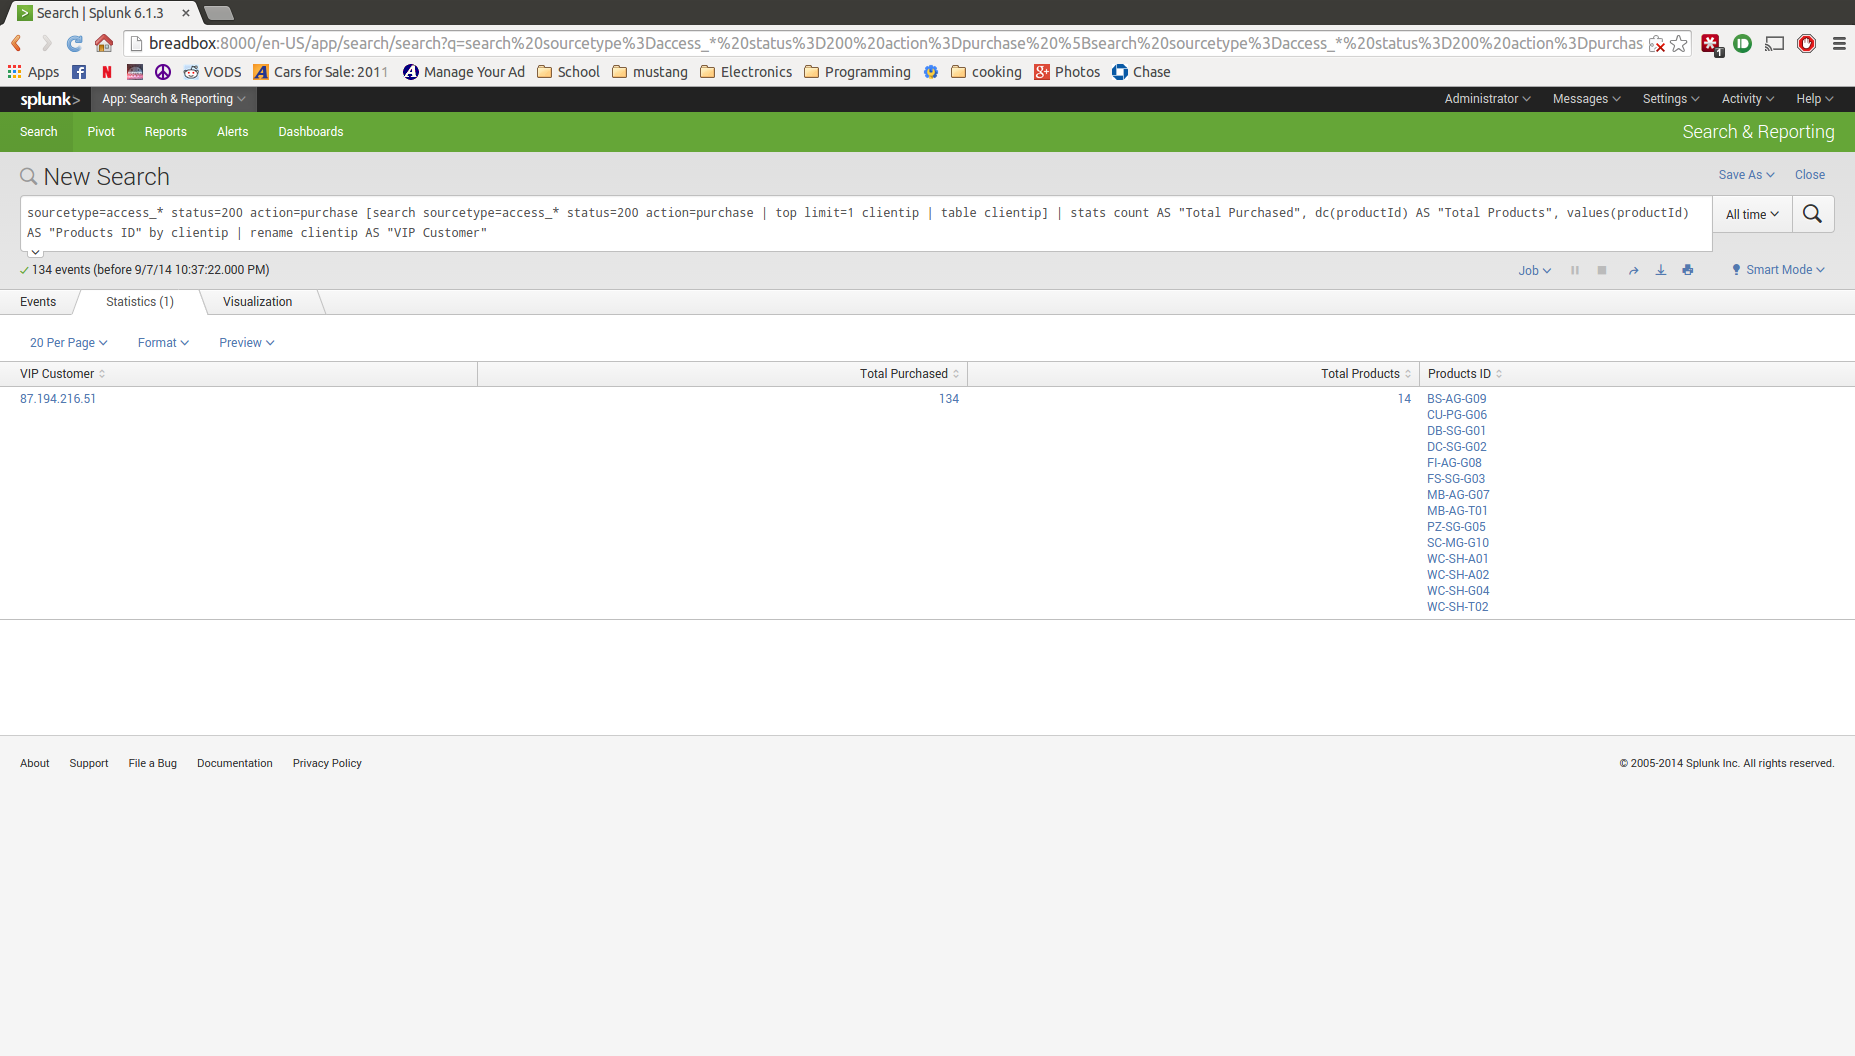 Search | Splunk 6.1.3
breadbox:8000/en-US/app/search/search?q=search%20sourcetype%3Daccess_*%20status%3D200%20action%3Dpurchase%20%5Bsearch%20sourcetype%3Daccess_*%20status%3D200%20action%3Dpurchas
Apps VODS Cars for Sale: 2011 Manage Your Ad School mustang Electronics Programming cooking Photos Chase
splunk> App: Search & Reporting Administrator Messages Settings Activity Help
Search Pivot Reports Alerts Dashboards Search & Reporting
New Search Save As Close
sourcetype=access_* status=200 action=purchase [search sourcetype=access_* status=200 action=purchase | top limit=1 clientip | table clientip] | stats count AS "Total Purchased", dc(productId) AS "Total Products", values(productId)
AS "Products ID" by clientip | rename clientip AS "VIP Customer"
All time
134 events (before 9/7/14 10:37:22.000 PM) Job Smart Mode
Events Statistics (1) Visualization
20 Per Page Format Preview
VIP Customer Total Purchased Total Products Products ID
87.194.216.51 134 14 BS-AG-G09
CU-PG-G06
DB-SG-G01
DC-SG-G02
FI-AG-G08
FS-SG-G03
MB-AG-G07
MB-AG-T01
PZ-SG-G05
SC-MG-G10
WC-SH-A01
WC-SH-A02
WC-SH-G04
WC-SH-T02
About Support File a Bug Documentation Privacy Policy © 2005-2014 Splunk Inc. All rights reserved.